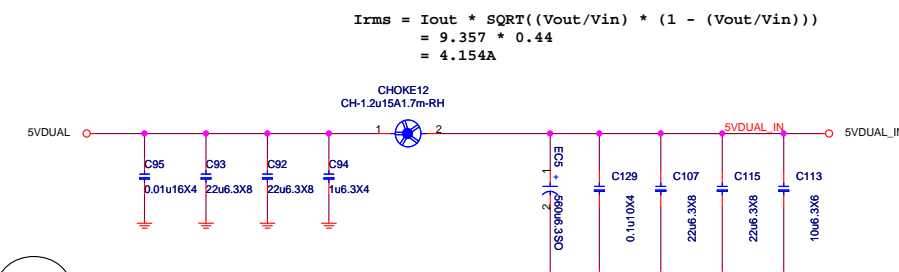 Irms = Iout * SQRT((Vout/Vin) * (1 - (Vout/Vin)))
= 9.357 * 0.44
= 4.154A
CHOKE12
CH-1.2u15A1.7m-RH
5VDUAL
1
2
5VDUAL_IN
5VDUAL_IN
C95
0.01u16X4
C93
22u6.3X8
C92
22u6.3X8
C94
1u6.3X4
EC5
1
+
2
560u6.3SO
C129
0.1u10X4
C107
22u6.3X8
C115
22u6.3X8
C113
10u6.3X6